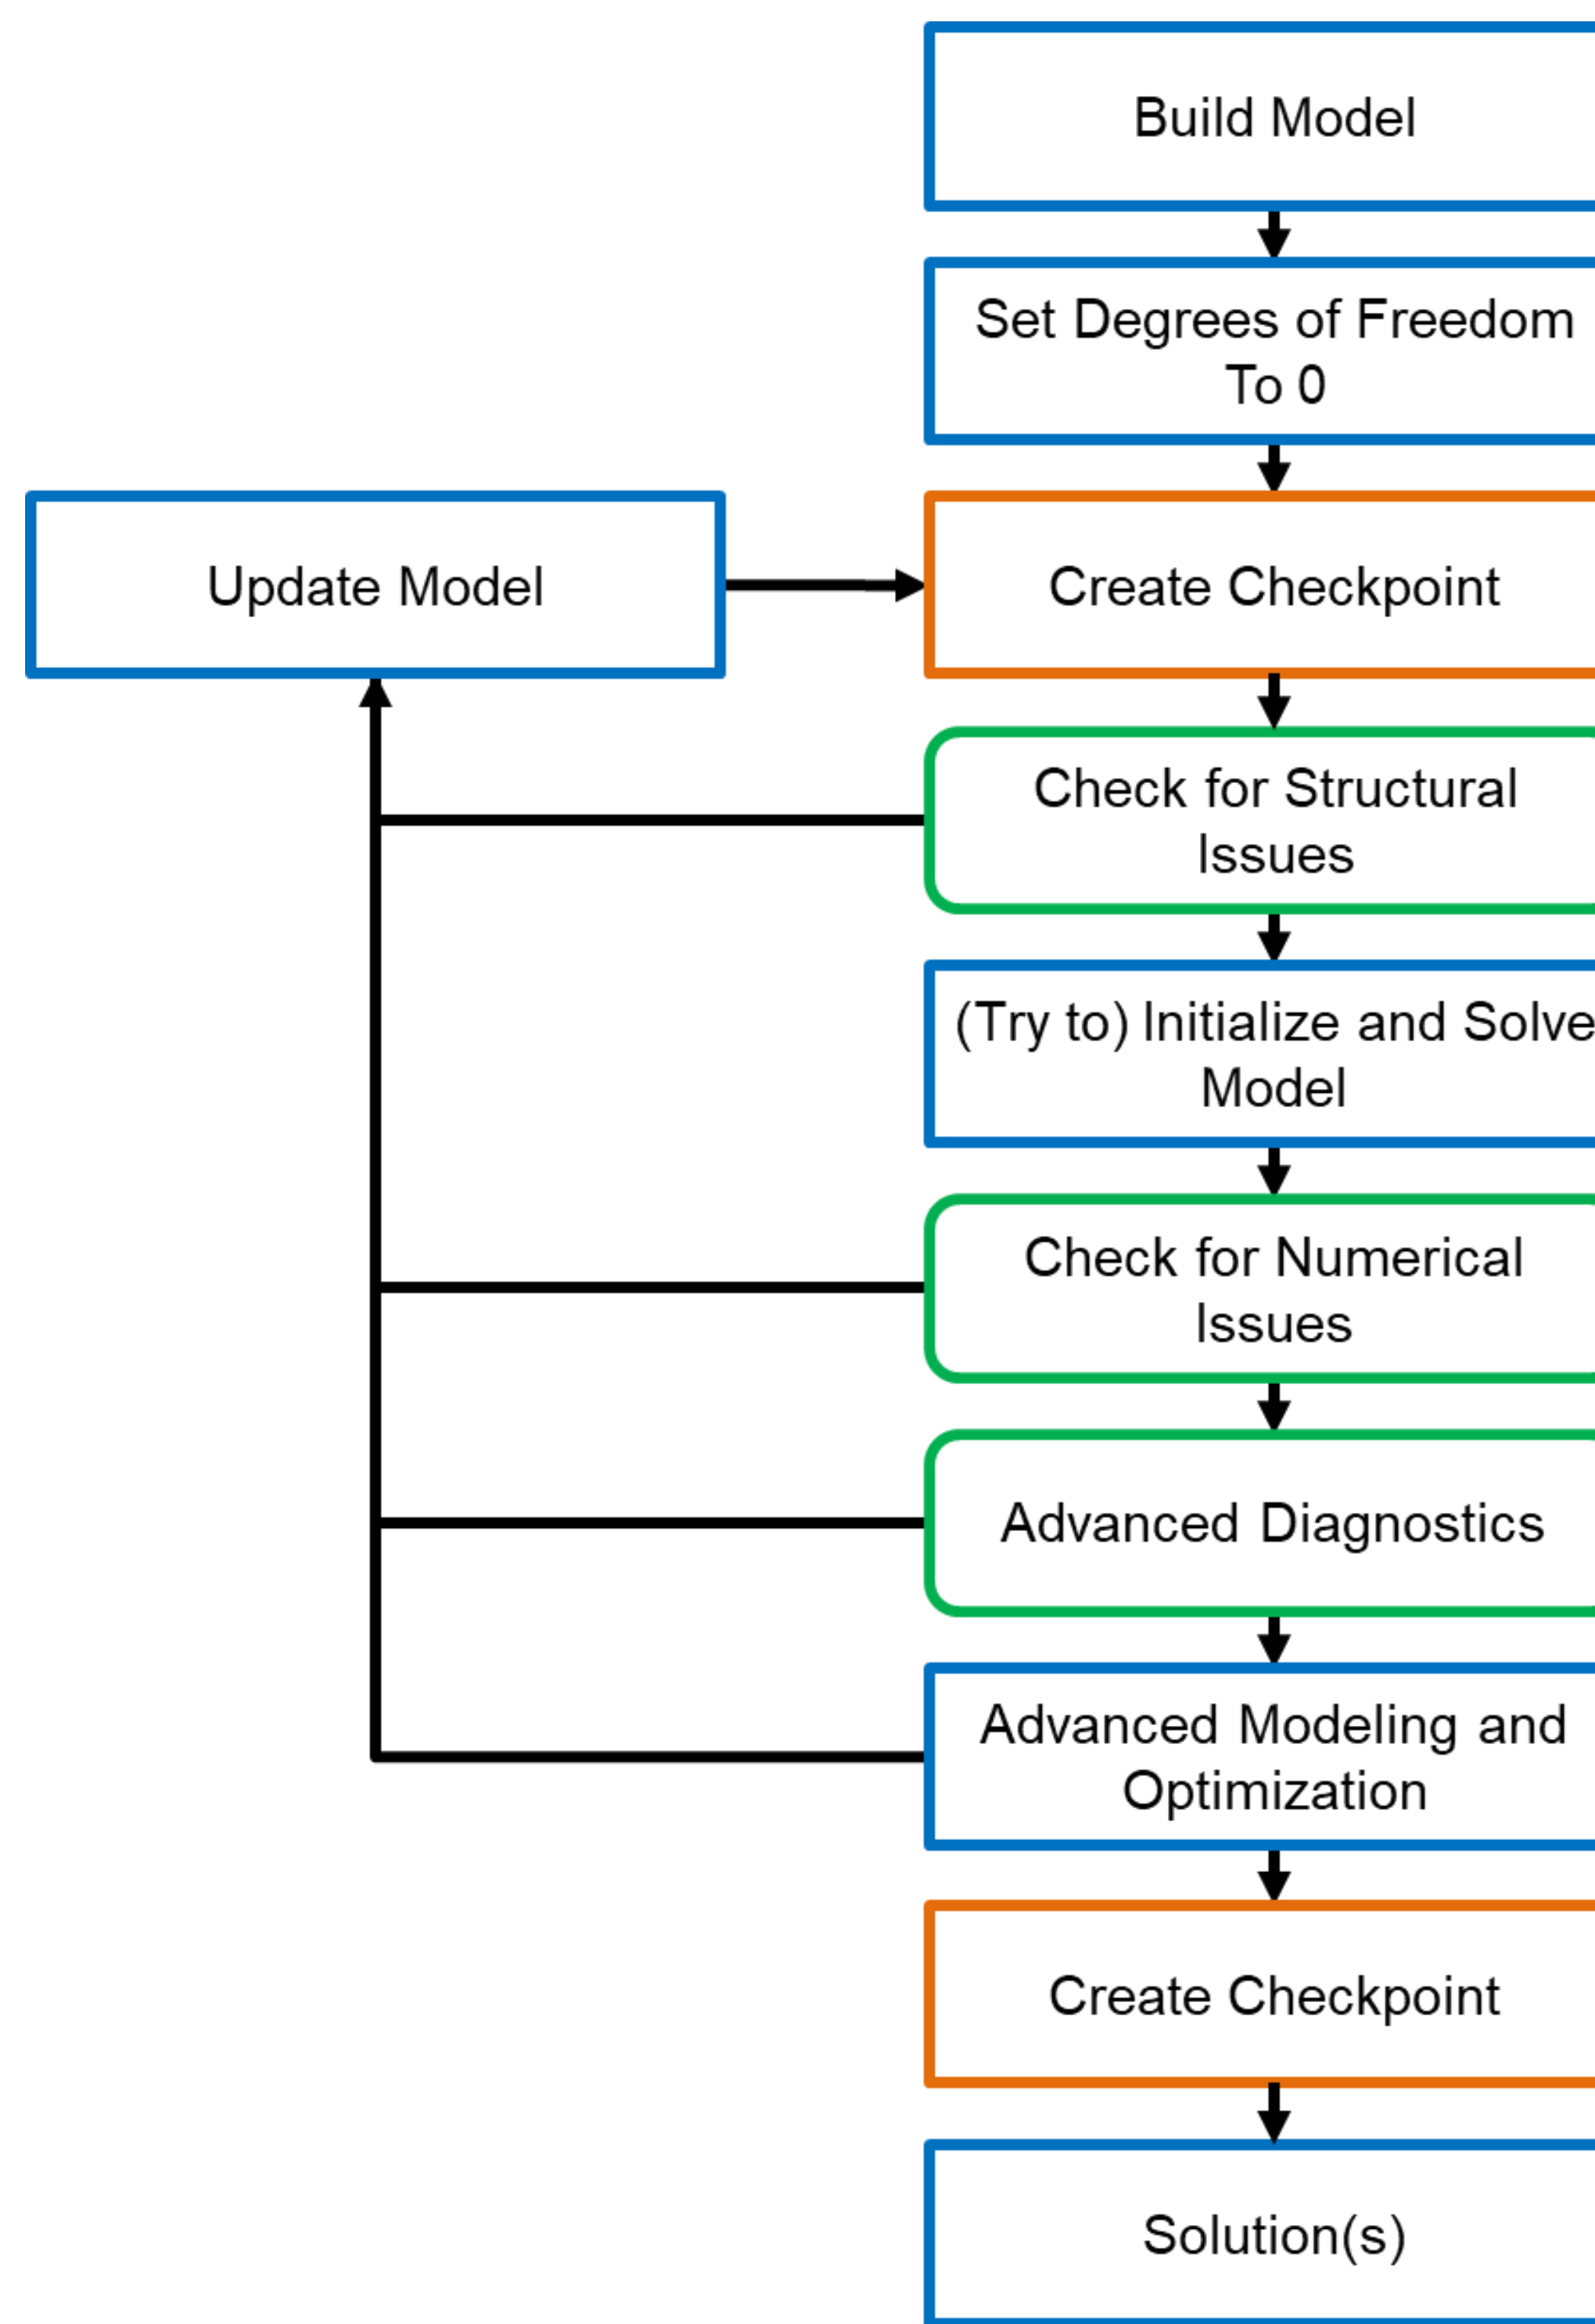 Build Model
Set Degrees of Freedom
To 0
Update Model
Create Checkpoint
Check for Structural
Issues
(Try to) Initialize and Solve
Model
Check for Numerical
Issues
Advanced Diagnostics
Advanced Modeling and
Optimization
Create Checkpoint
Solution(s)